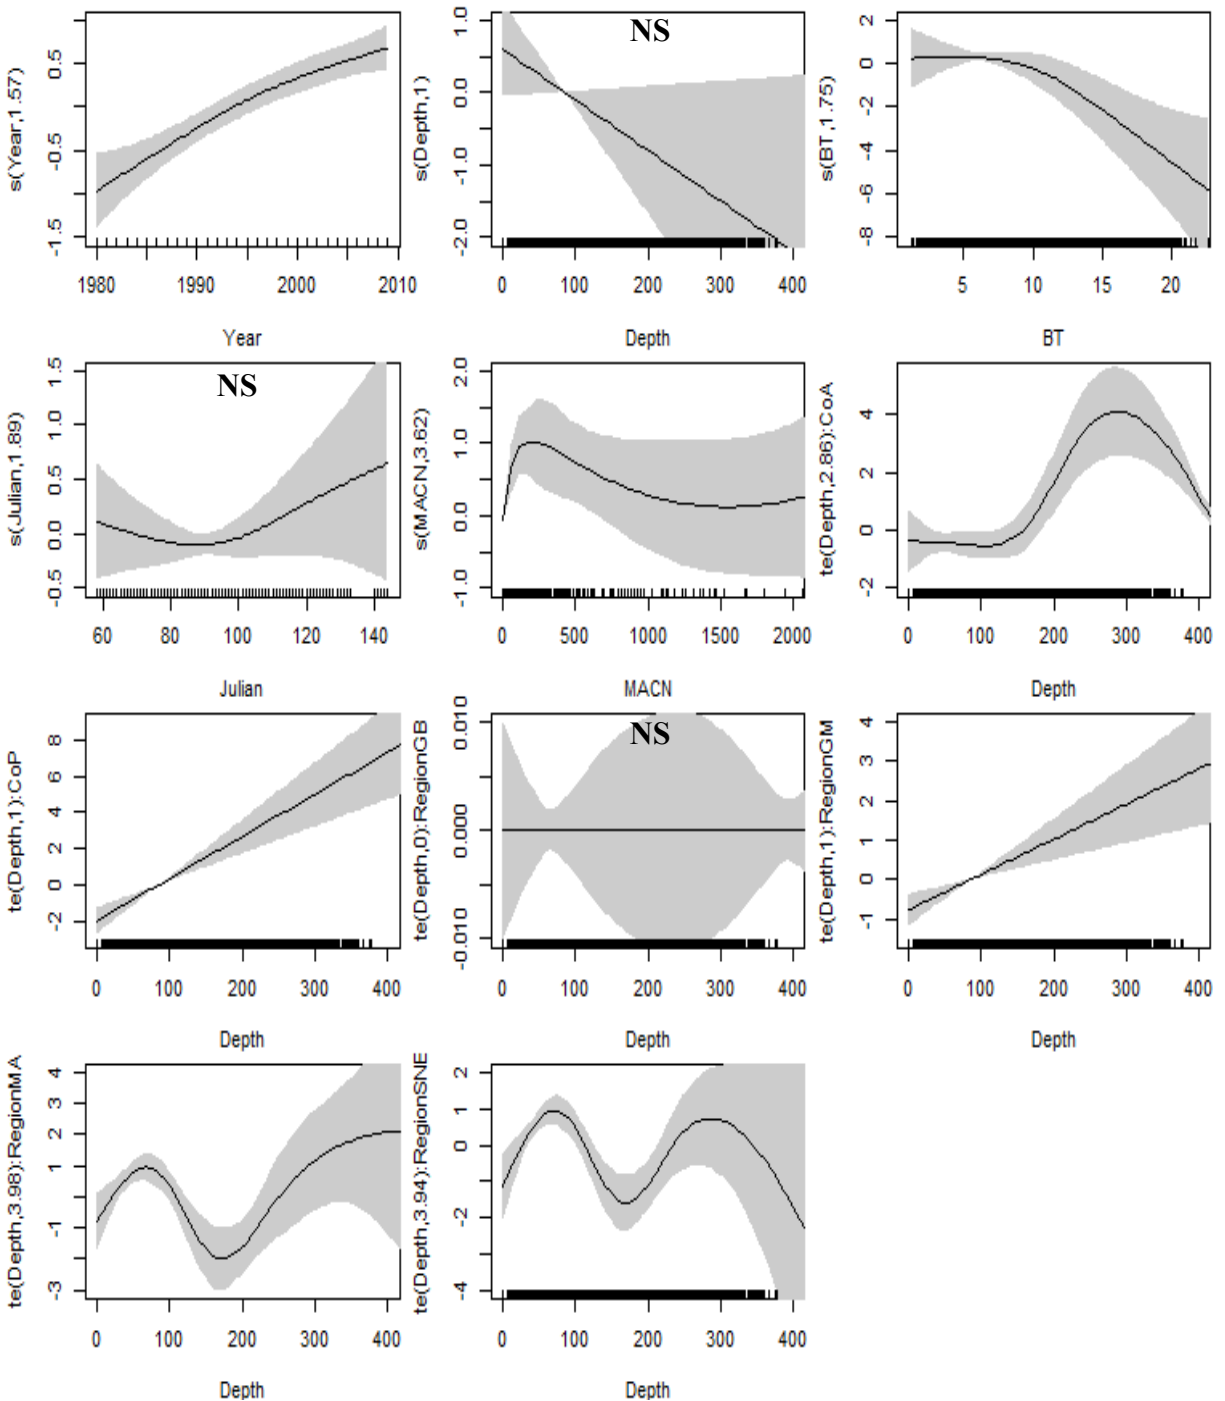 s(Year,1.57)
0.5
-0.5
-1.5
1980 1990 2000 2010
Year
NS
s(Depth,1)
1.0
0.0
-1.0
-2.0
0 100 200 300 400
Depth
s(BT,1.75)
2
0
-2
-4
-6
-8
5 10 15 20
BT
NS
s(Julian,1.89)
1.5
1.0
0.5
0.0
-0.5
60 80 100 120 140
Julian
s(MACN,3.62)
2.0
1.0
0.0
-1.0
0 500 1000 1500 2000
MACN
te(Depth,2.86):CoA
4
2
0
-2
0 100 200 300 400
Depth
te(Depth,1):CoP
8
6
4
2
0
-2
0 100 200 300 400
Depth
NS
te(Depth,0):RegionGB
0.010
0.000
-0.010
0 100 200 300 400
Depth
te(Depth,1):RegionGM
4
3
2
1
0
-1
0 100 200 300 400
Depth
te(Depth,3.98):RegionMA
4
3
2
1
-1
-3
0 100 200 300 400
Depth
te(Depth,3.94):RegionSNE
2
1
0
-2
-4
0 100 200 300 400
Depth